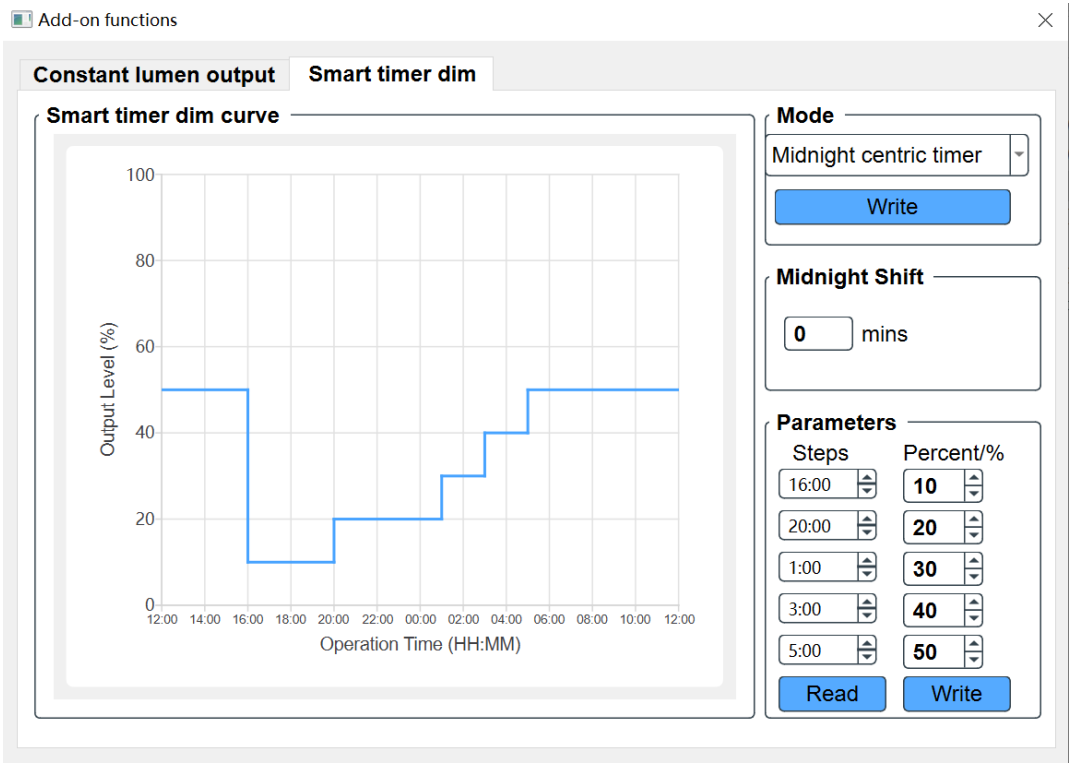 Add-on functions
Constant lumen output
Smart timer dim
Smart timer dim curve
100
80
60
40
20
0
Output Level (%)
12:00 14:00 16:00 18:00 20:00 22:00 00:00 02:00 04:00 06:00 08:00 10:00 12:00
Operation Time (HH:MM)
Mode
Midnight centric timer
Write
Midnight Shift
0 mins
Parameters
Steps Percent/%
16:00 10
20:00 20
1:00 30
3:00 40
5:00 50
Read Write